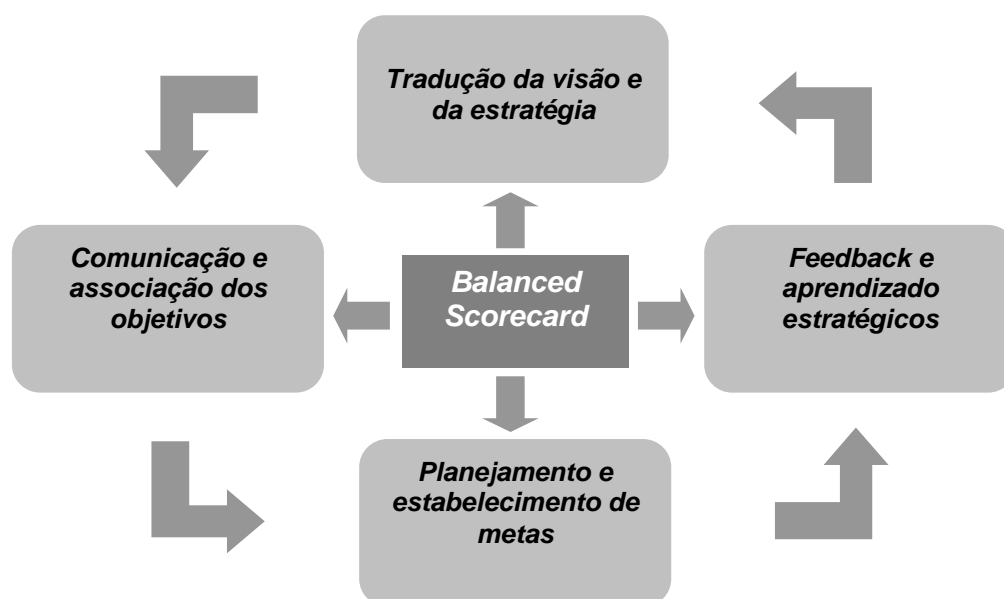 Tradução da visão e
da estratégia
Comunicação e
associação dos
objetivos
Balanced
Scorecard
Feedback e
aprendizado
estratégicos
Planejamento e
estabelecimento de
metas